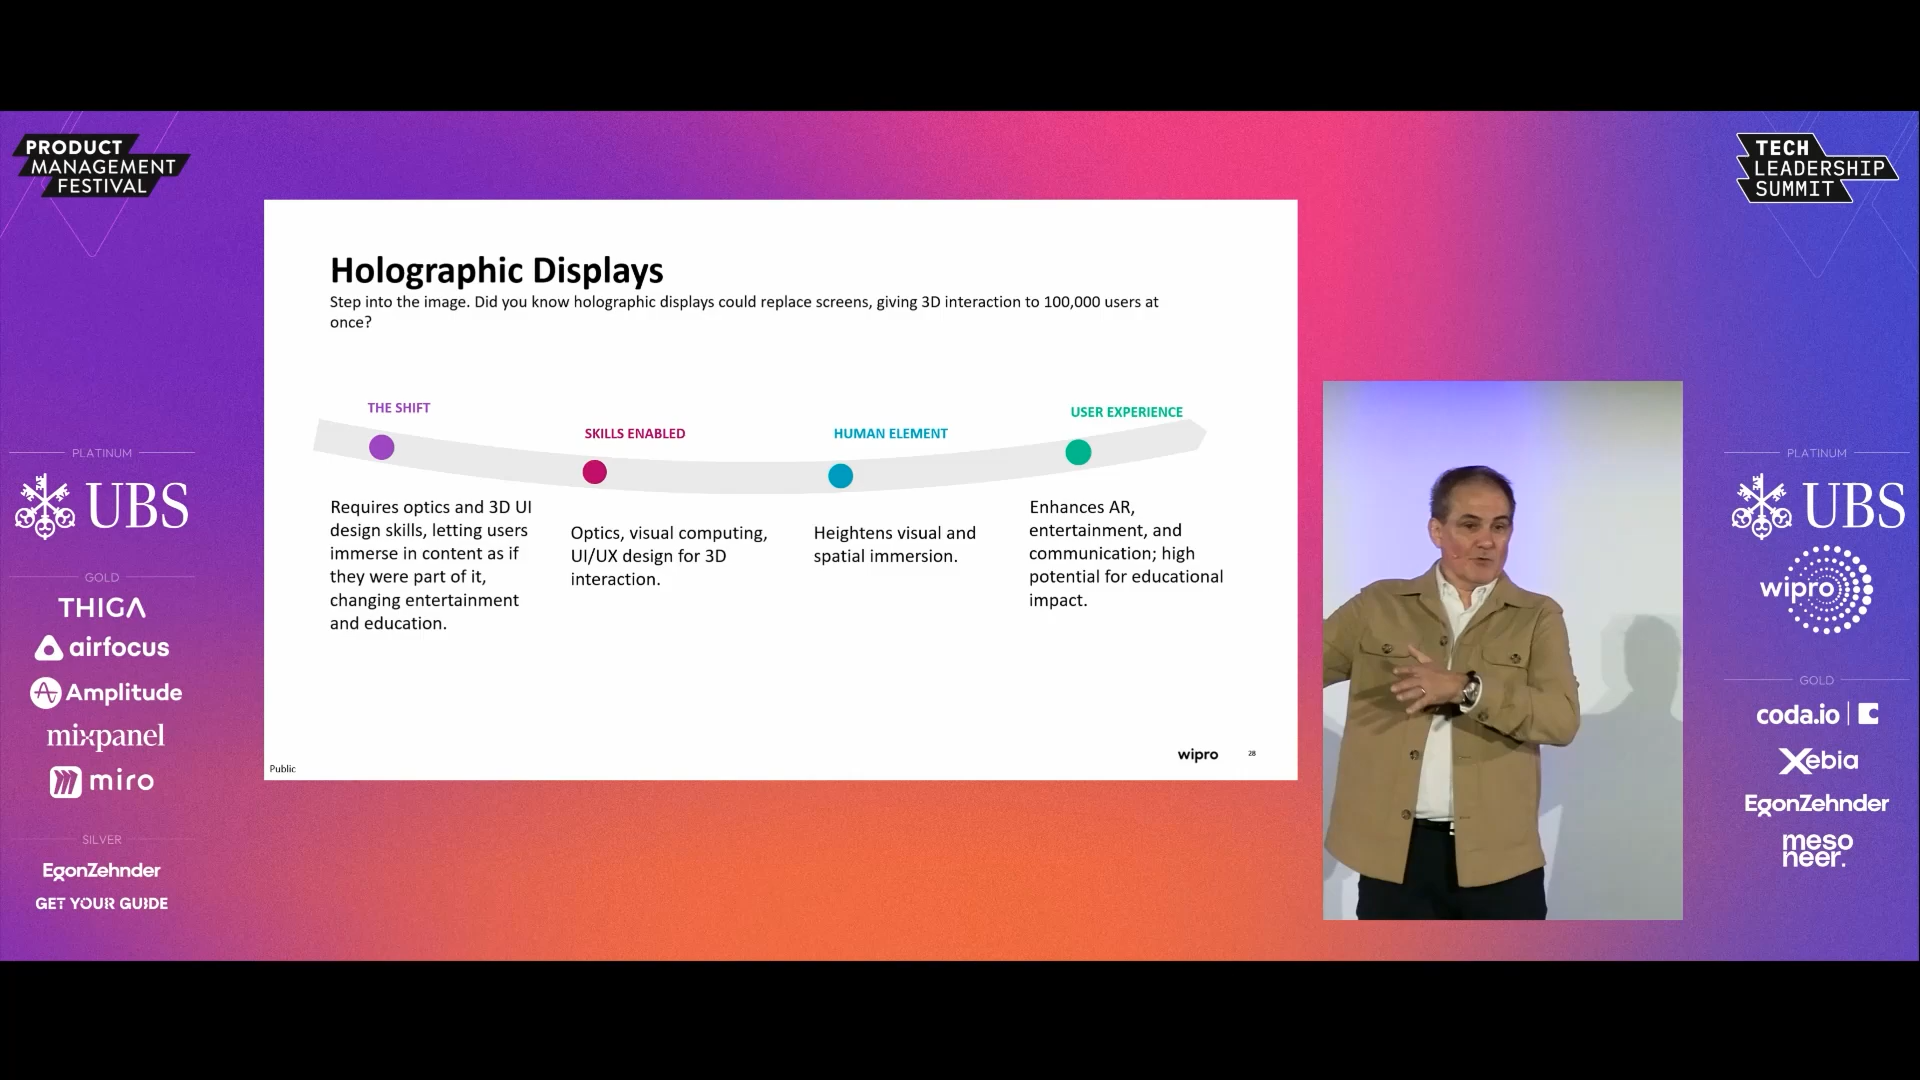 PRODUCT
MANAGEMENT
FESTIVAL
TECH
LEADERSHIP
SUMMIT
Holographic Displays
Step into the image. Did you know holographic displays could replace screens, giving 3D interaction to 100,000 users at
once?
THE SHIFT
Requires optics and 3D UI
design skills, letting users
immerse in content as if
they were part of it,
changing entertainment
and education.
SKILLS ENABLED
Optics, visual computing,
UI/UX design for 3D
interaction.
HUMAN ELEMENT
Heightens visual and
spatial immersion.
USER EXPERIENCE
Enhances AR,
entertainment, and
communication; high
potential for educational
impact.
wipro
28
Public
PLATINUM
UBS
GOLD
THIGA
airfocus
Amplitude
mixpanel
miro
SILVER
EgonZehnder
GET YOUR GUIDE
PLATINUM
UBS
wipro
GOLD
coda.io
Xebia
EgonZehnder
meso
neer.